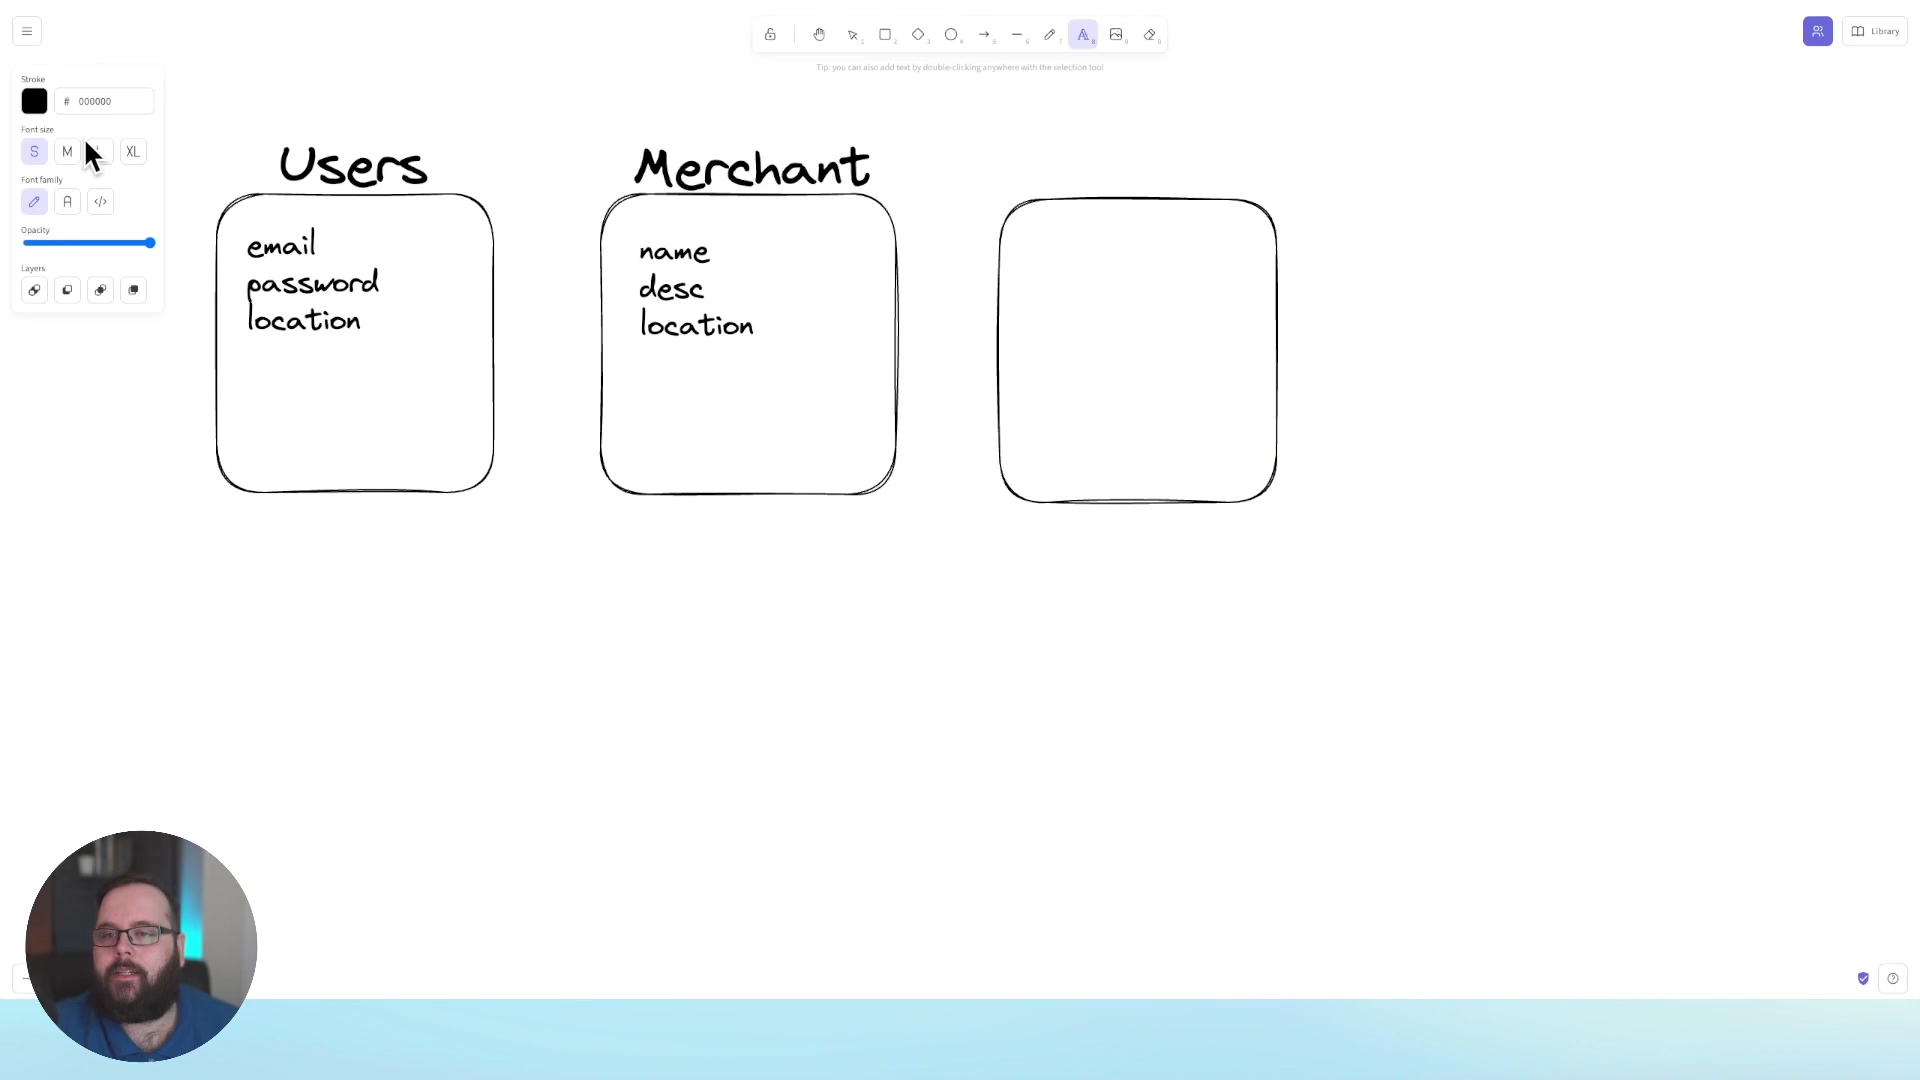 Library
Tip: you can also add text by double-clicking anywhere with the selection tool
Stroke
# 000000
Font size
S M XL
Font family
A </>
Opacity
Layers
Users
email
password
location
Merchant
name
desc
location